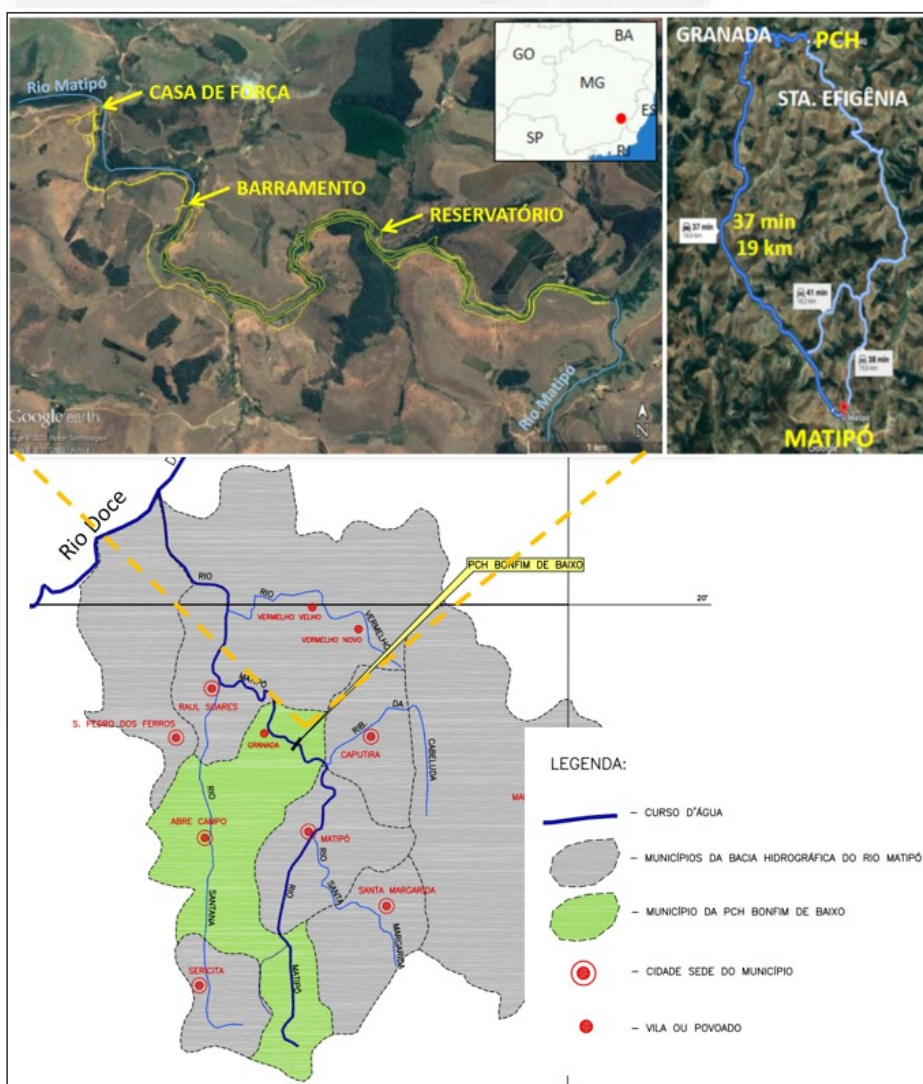 GO
BA
MG
ES
SP
Rio Matipó
CASA DE FORÇA
BARRAMENTO
RESERVATÓRIO
Rio Matipó
Google earth
N
1 km
GRANADA
PCH
STA. EFIGÊNIA
37 min
37 min
19 km
41 min
38 min
MATIPÓ
Google
Rio Doce
PCH BONFIM DE BAIXO
20'
RIO
RIO
VERMELHO
VERMELHO VELHO
VERMELHO NOVO
MATIPÓ
RAUL SOARES
S. PEDRO DOS FERROS
GRANADA
RIB.
DA
CABELUDA
CAPUTIRA
RIO
ABRE CAMPO
SANTANA
MATIPÓ
RIO
SANTA
MARGARIDA
SANTA MARGARIDA
RIO
MATIPÓ
SERICITA
LEGENDA:
– CURSO D'ÁGUA
– MUNICÍPIOS DA BACIA HIDROGRÁFICA DO RIO MATIPÓ
– MUNICÍPIO DA PCH BONFIM DE BAIXO
– CIDADE SEDE DO MUNICÍPIO
– VILA OU POVOADO